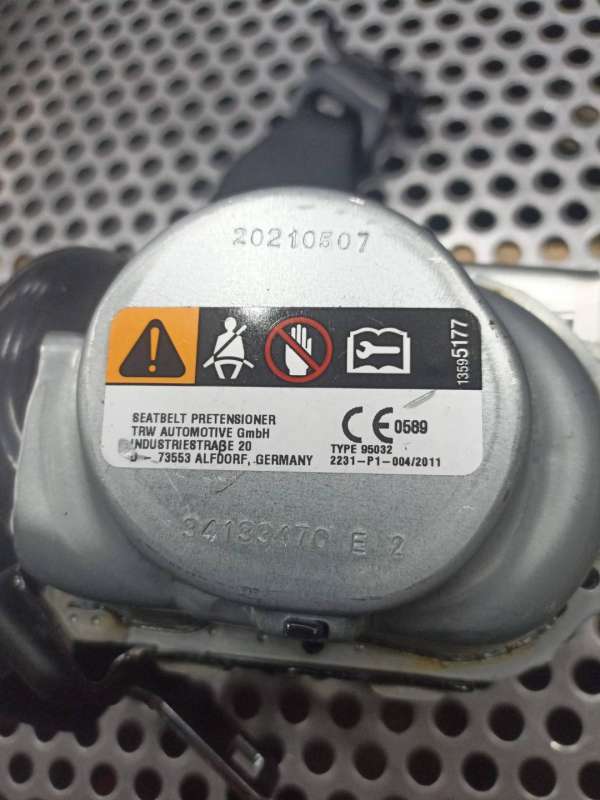 20210507
13595177
SEATBELT PRETENSIONER
TRW AUTOMOTIVE GmbH
INDUSTRIESTRAßE 20
D - 73553 ALFDORF, GERMANY
CE 0589
TYPE 95032
2231-P1-004/2011
34133470 E 2